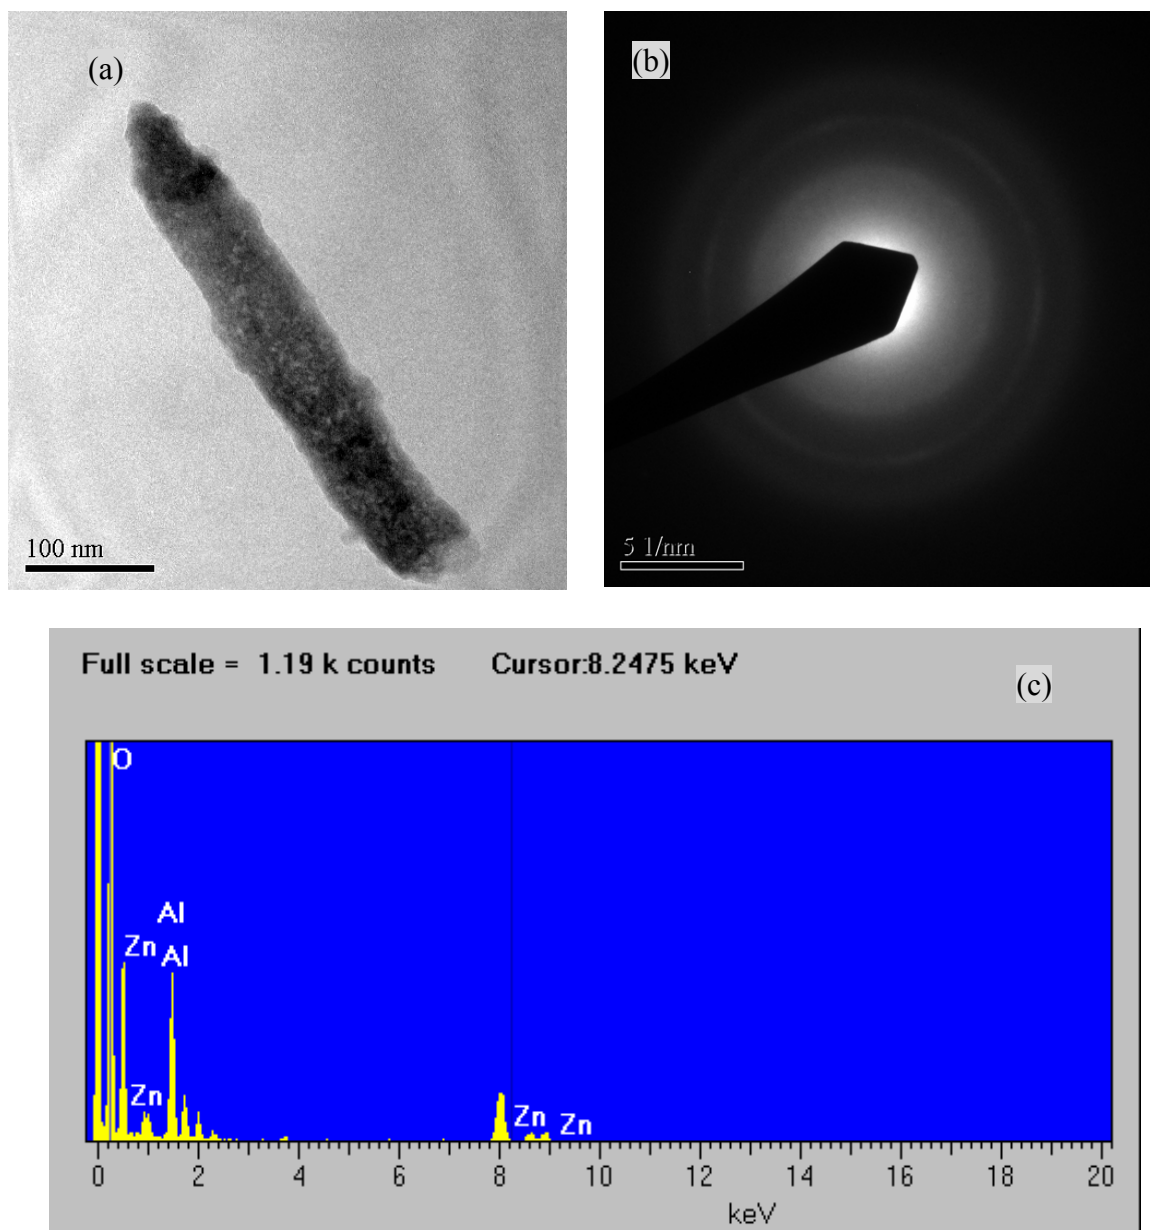 (a)
100 nm
(b)
5 1/nm
Full scale = 1.19 k counts Cursor:8.2475 keV
(c)
O
Al
Zn Al
Zn
Zn Zn
0 2 4 6 8 10 12 14 16 18 20
keV